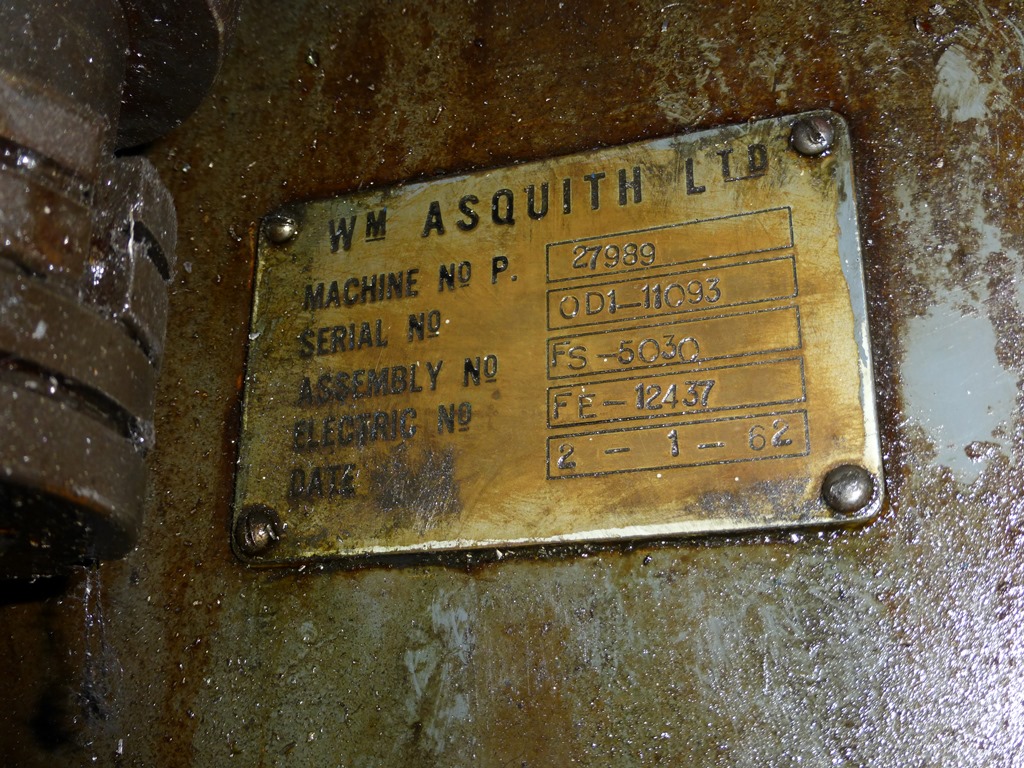 WM ASQUITH LTD
MACHINE NO P. 27989
SERIAL NO OD1-11093
ASSEMBLY NO FS-5030
ELECTRIC NO FE-12437
DATE 2-1-62